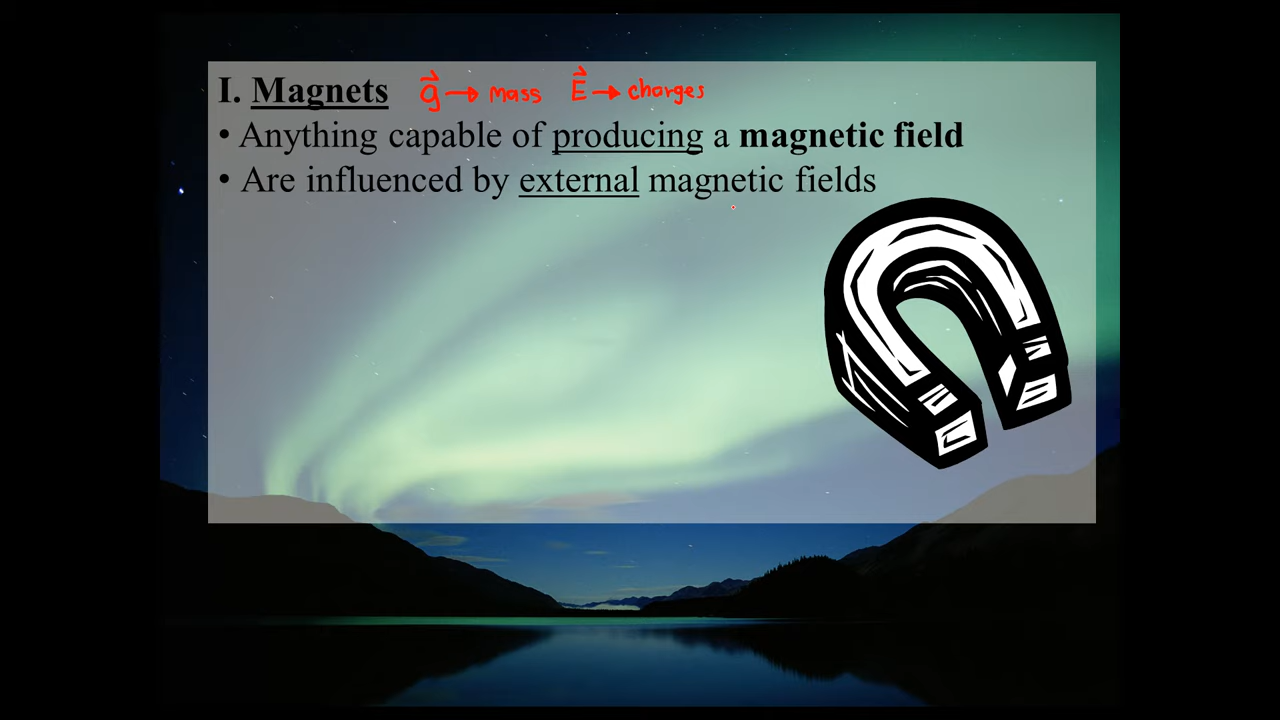 I. Magnets g⃗ → mass E⃗ → charges
• Anything capable of producing a magnetic field
• Are influenced by external magnetic fields